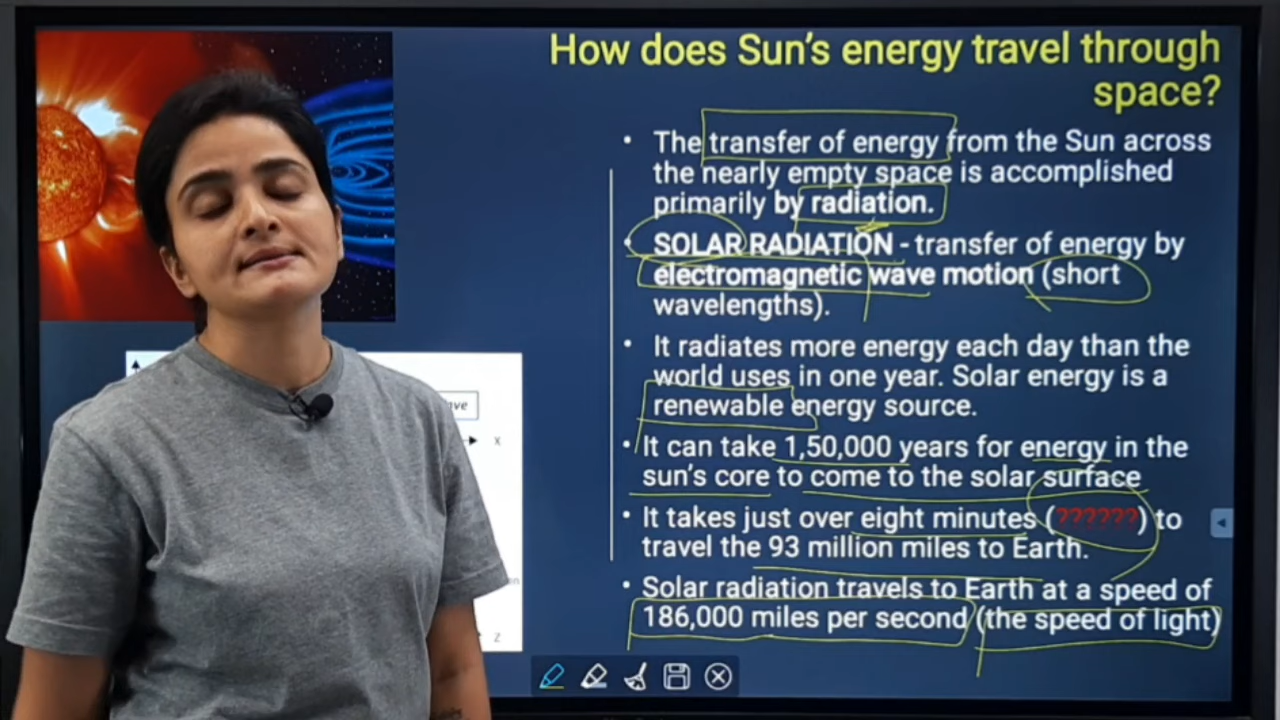 How does Sun's energy travel through
space?
• The transfer of energy from the Sun across
the nearly empty space is accomplished
primarily by radiation.
• SOLAR RADIATION - transfer of energy by
electromagnetic wave motion (short
wavelengths).
• It radiates more energy each day than the
world uses in one year. Solar energy is a
renewable energy source.
• It can take 1,50,000 years for energy in the
sun's core to come to the solar surface
• It takes just over eight minutes (??????) to
travel the 93 million miles to Earth.
• Solar radiation travels to Earth at a speed of
186,000 miles per second (the speed of light)
X
Z